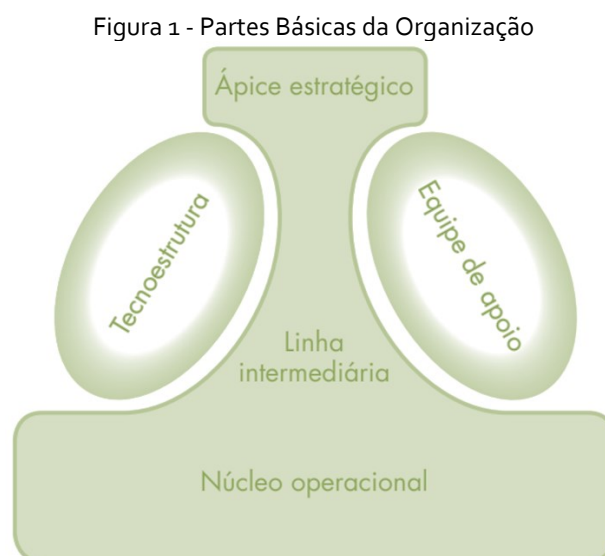 Figura 1 - Partes Básicas da Organização
Ápice estratégico
Tecnoestrutura
Equipe de apoio
Linha
intermediária
Núcleo operacional